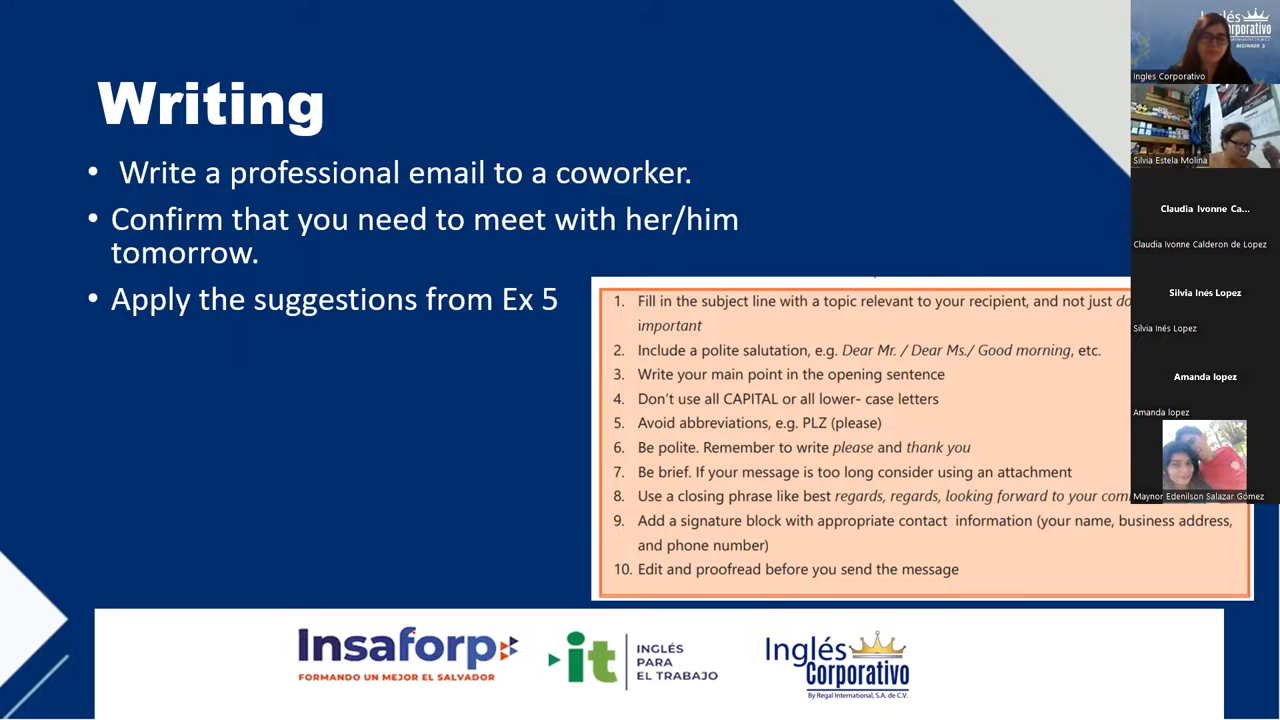 Writing
• Write a professional email to a coworker.
• Confirm that you need to meet with her/him
tomorrow.
• Apply the suggestions from Ex 5
1. Fill in the subject line with a topic relevant to your recipient, and not just do
important
2. Include a polite salutation, e.g. Dear Mr. / Dear Ms./ Good morning, etc.
3. Write your main point in the opening sentence
4. Don't use all CAPITAL or all lower- case letters
5. Avoid abbreviations, e.g. PLZ (please)
6. Be polite. Remember to write please and thank you
7. Be brief. If your message is too long consider using an attachment
8. Use a closing phrase like best regards, regards, looking forward to your com
9. Add a signature block with appropriate contact information (your name, business address,
and phone number)
10. Edit and proofread before you send the message
Ingles Corporativo
BEGINNER 3
Silvia Estela Molina
Claudia Ivonne Ca...
Claudia Ivonne Calderon de Lopez
Silvia Inés Lopez
Silvia Inés Lopez
Amanda lopez
Amanda lopez
Maynor Edenilson Salazar Gómez
Insaforp
FORMANDO UN MEJOR EL SALVADOR
it
INGLÉS
PARA
EL TRABAJO
Inglés
Corporativo
By Regal International, S.A. de C.V.